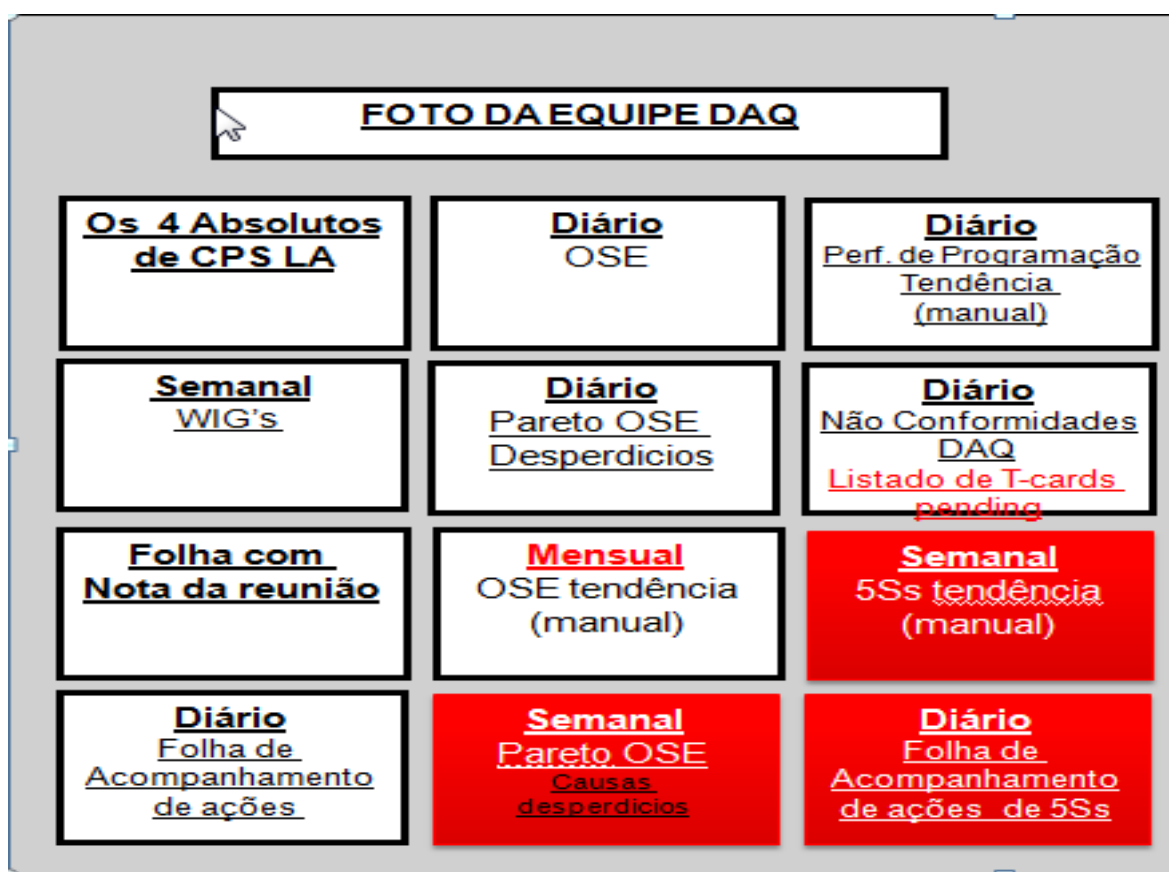 FOTO DA EQUIPE DAQ
Os 4 Absolutos
de CPS LA
Diário
OSE
Diário
Perf. de Programação
Tendência
(manual)
Semanal
WIG's
Diário
Pareto OSE
Desperdicios
Diário
Não Conformidades
DAQ
Listado de T-cards
pending
Folha com
Nota da reunião
Mensual
OSE tendência
(manual)
Semanal
5Ss tendência
(manual)
Diário
Folha de
Acompanhamento
de ações
Semanal
Pareto OSE
Causas
desperdicios
Diário
Folha de
Acompanhamento
de ações de 5Ss